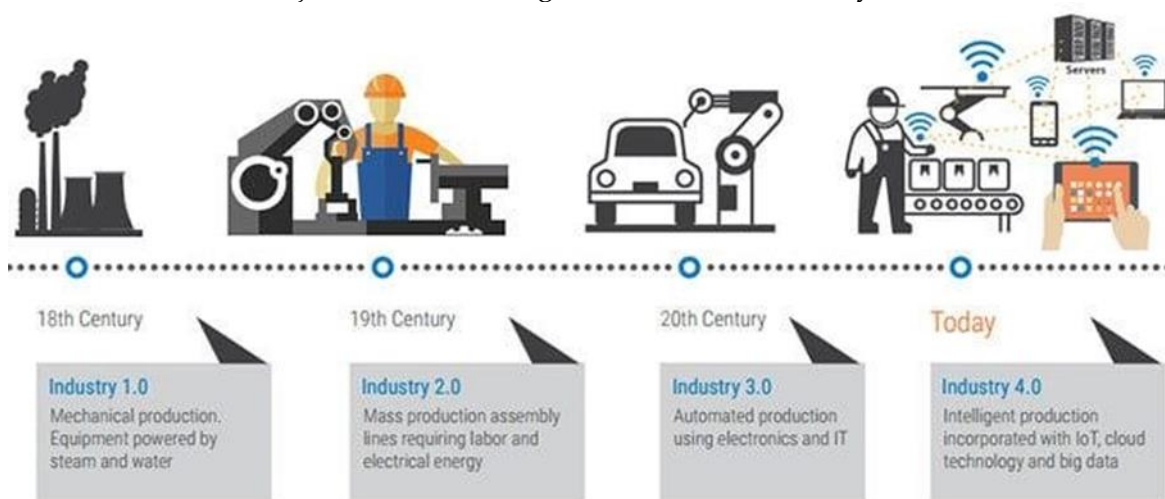 Servers
18th Century
19th Century
20th Century
Today
Industry 1.0
Mechanical production.
Equipment powered by
steam and water
Industry 2.0
Mass production assembly
lines requiring labor and
electrical energy
Industry 3.0
Automated production
using electronics and IT
Industry 4.0
Intelligent production
incorporated with IoT, cloud
technology and big data